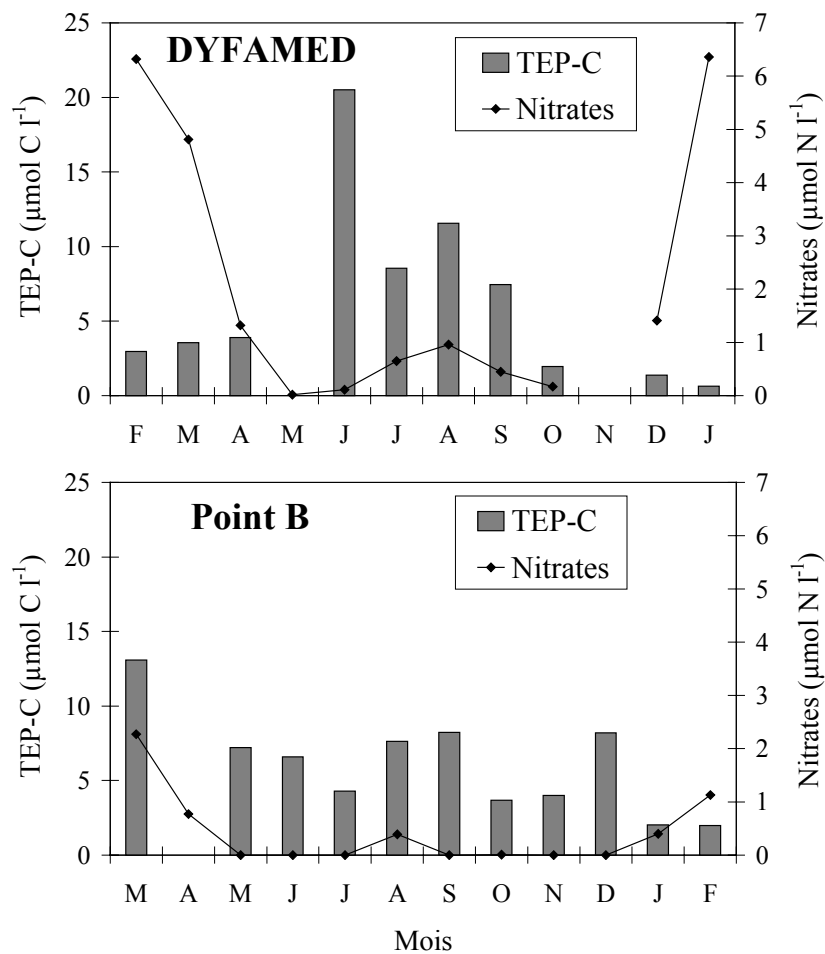 DYFAMED
TEP-C
Nitrates
TEP-C (µmol C l⁻¹)
25
20
15
10
5
0
Nitrates (µmol N l⁻¹)
7
6
5
4
3
2
1
0
F M A M J J A S O N D J
Point B
TEP-C
Nitrates
TEP-C (µmol C l⁻¹)
25
20
15
10
5
0
Nitrates (µmol N l⁻¹)
7
6
5
4
3
2
1
0
M A M J J A S O N D J F
Mois